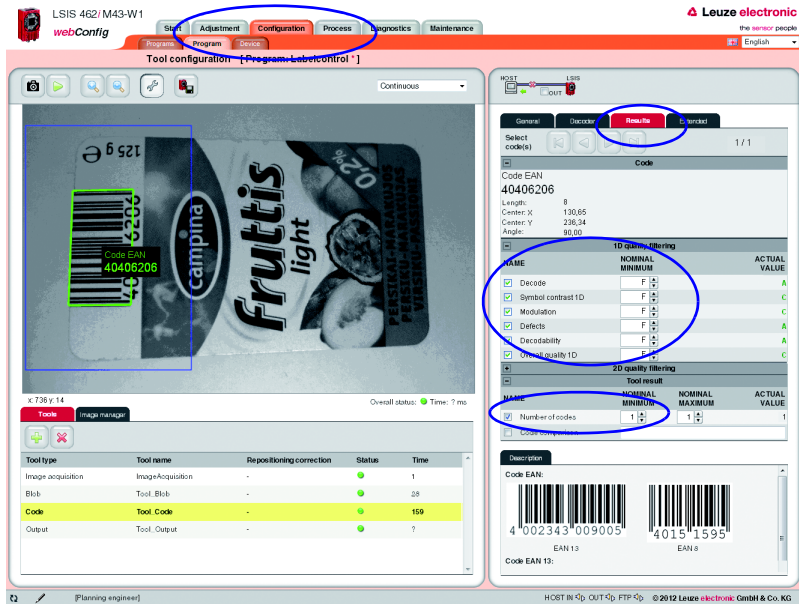 LSIS 462i M43-W1
webConfig
Leuze electronic
the sensor people
Start Adjustment Configuration Process Diagnostics Maintenance
Programs Program Device
English
Tool configuration [ Program: Labelcontrol * ]
Continuous
HOST LSIS
OUT
General Decoder Results Extended
Select
code(s)
1 / 1
Code
Code EAN
40406206
Length: 8
Center: X 130,65
Center: Y 236,34
Angle: 90,00
1D quality filtering
NAME NOMINAL MINIMUM ACTUAL VALUE
Decode F A
Symbol contrast 1D F C
Modulation F C
Defects F A
Decodability F A
Overall quality 1D F C
2D quality filtering
Tool result
NAME NOMINAL MINIMUM NOMINAL MAXIMUM ACTUAL VALUE
Number of codes 1 1 1
Code comparison
125 g e
0,2%
campina
Fruttis
light
Code EAN
40406206
x: 736 y: 14
Overall status: Time: ? ms
Tools Image manager
Tool type Tool name Repositioning correction Status Time
Image acquisition ImageAcquisition - 1
Blob Tool_Blob - 28
Code Tool_Code - 159
Output Tool_Output - ?
Description
Code EAN:
4 002343 009005
EAN 13
4015 1595
EAN 8
Code EAN 13:
[Planning engineer]
HOST IN OUT FTP © 2012 Leuze electronic GmbH & Co. KG